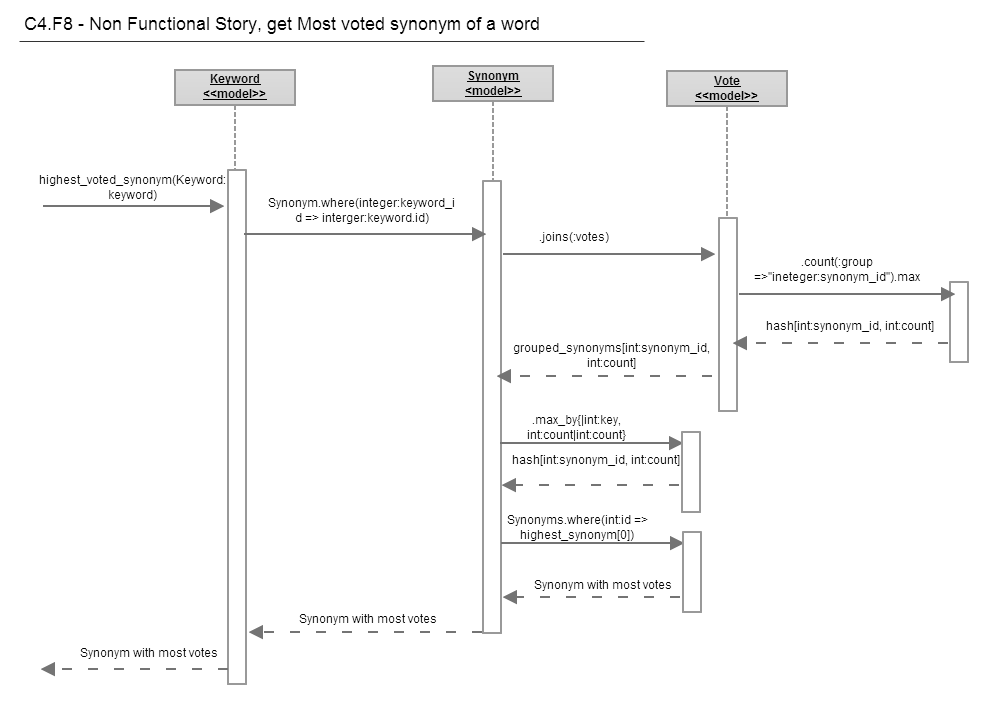 C4.F8 - Non Functional Story, get Most voted synonym of a word
Keyword
<<model>>
Synonym
<model>>
Vote
<<model>>
highest_voted_synonym(Keyword:
keyword)
Synonym.where(integer:keyword_i
d => interger:keyword.id)
.joins(:votes)
.count(:group
=>"ineteger:synonym_id").max
hash[int:synonym_id, int:count]
grouped_synonyms[int:synonym_id,
int:count]
.max_by{|int:key,
int:count|int:count}
hash[int:synonym_id, int:count]
Synonyms.where(int:id =>
highest_synonym[0])
Synonym with most votes
Synonym with most votes
Synonym with most votes